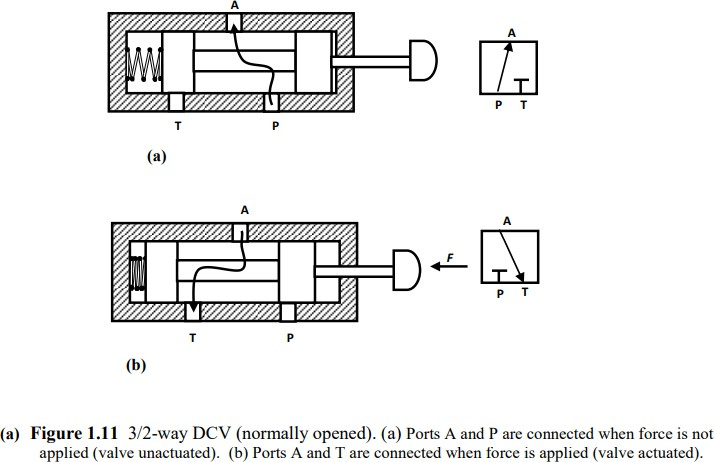 A
A
T
P
P T
(a)
A
A
F
T
P
P T
(b)
(a) Figure 1.11 3/2-way DCV (normally opened). (a) Ports A and P are connected when force is not
applied (valve unactuated). (b) Ports A and T are connected when force is applied (valve actuated).